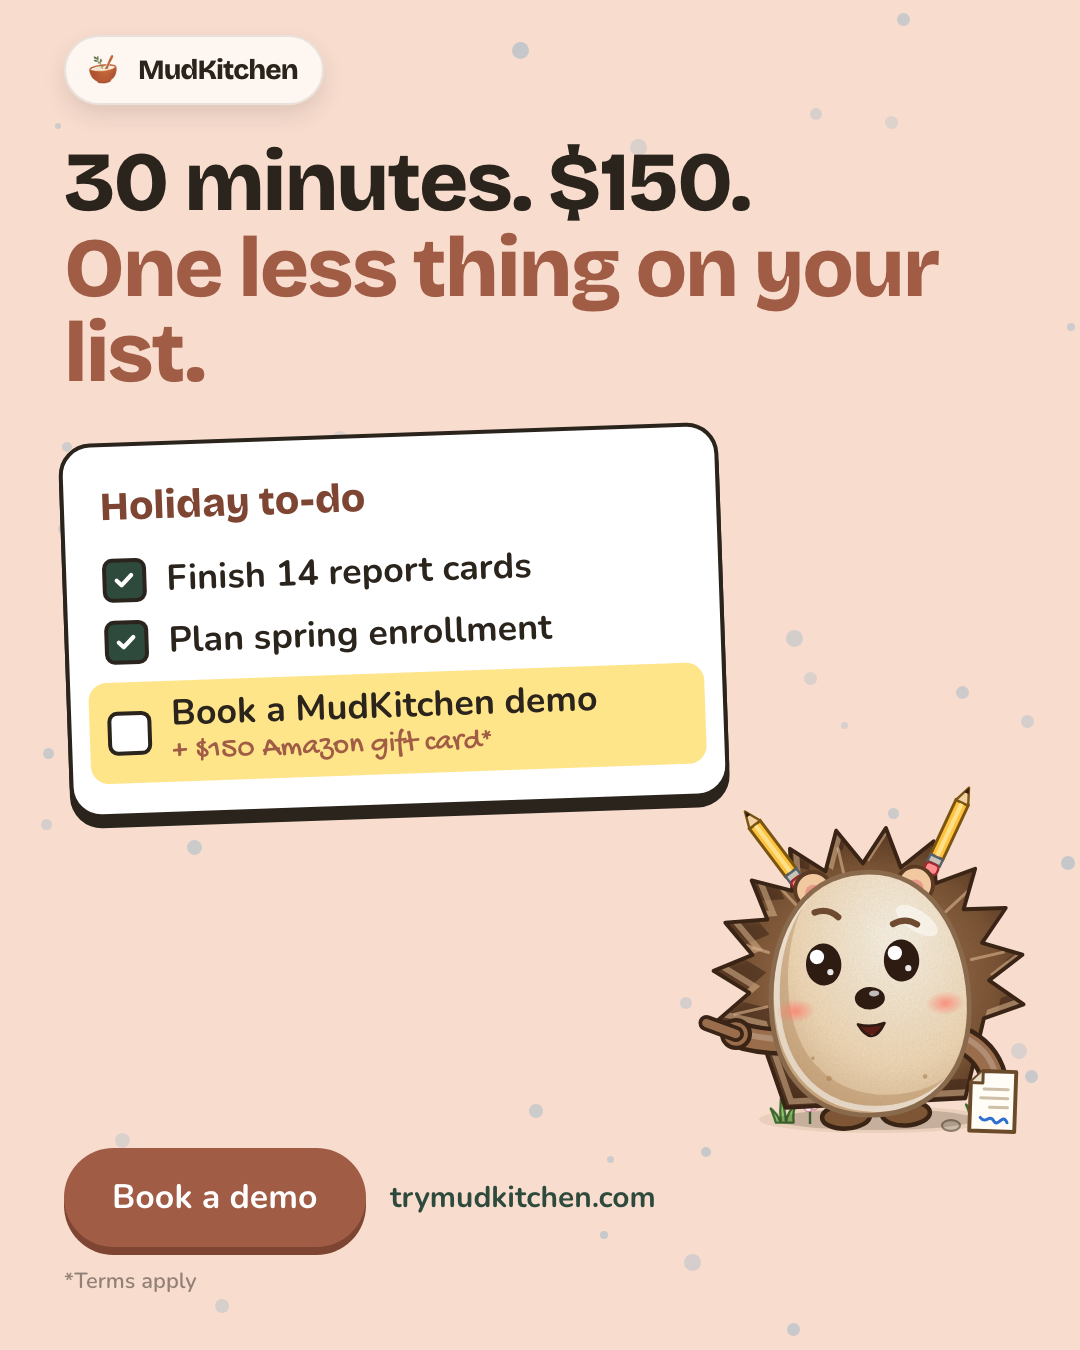 MudKitchen
30 minutes. $150.
One less thing on your
list.
Holiday to-do
Finish 14 report cards
Plan spring enrollment
Book a MudKitchen demo
+ $150 Amazon gift card*
Book a demo
trymudkitchen.com
*Terms apply